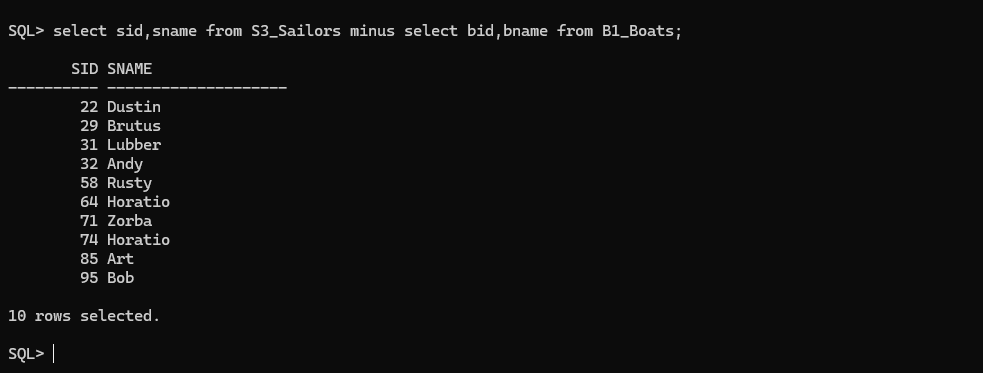 SQL> select sid,sname from S3_Sailors minus select bid,bname from B1_Boats;
       SID SNAME
---------- --------------------
        22 Dustin
        29 Brutus
        31 Lubber
        32 Andy
        58 Rusty
        64 Horatio
        71 Zorba
        74 Horatio
        85 Art
        95 Bob
10 rows selected.
SQL>